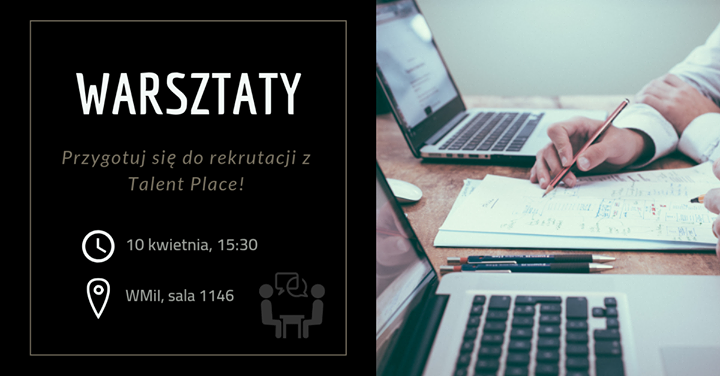 WARSZTATY
Przygotuj się do rekrutacji z
Talent Place!
10 kwietnia, 15:30
WMiI, sala 1146